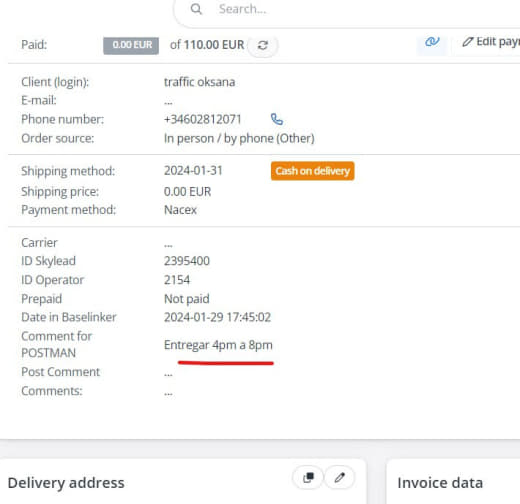 Search...
Paid: 0.00 EUR of 110.00 EUR Edit payr
Client (login): traffic oksana
E-mail: ...
Phone number: +34602812071
Order source: In person / by phone (Other)
Shipping method: 2024-01-31 Cash on delivery
Shipping price: 0.00 EUR
Payment method: Nacex
Carrier ...
ID Skylead 2395400
ID Operator 2154
Prepaid Not paid
Date in Baselinker 2024-01-29 17:45:02
Comment for
POSTMAN Entregar 4pm a 8pm
Post Comment ...
Comments: ...
Delivery address Invoice data